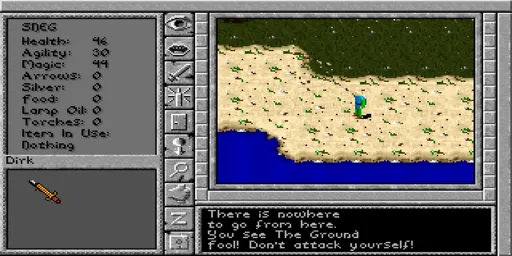 SNEG
Health: 46
Agility: 30
Magic: 44
Arrows: 0
Silver: 0
Food: 0
Lamp Oil: 0
Torches: 0
Item In Use:
Nothing
Dirk
Z
There is nowhere
to go from here.
You See The Ground
Fool! Don't attack yourself!